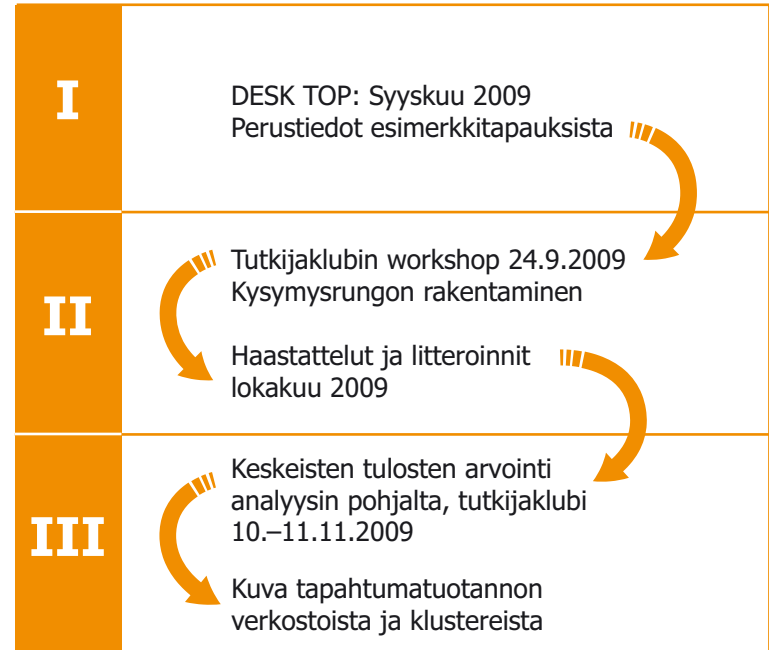 I
DESK TOP: Syyskuu 2009
Perustiedot esimerkkitapauksista
II
Tutkijaklubin workshop 24.9.2009
Kysymysrungon rakentaminen
Haastattelut ja litteroinnit
lokakuu 2009
III
Keskeisten tulosten arvointi
analyysin pohjalta, tutkijaklubi
10.–11.11.2009
Kuva tapahtumatuotannon
verkostoista ja klustereista